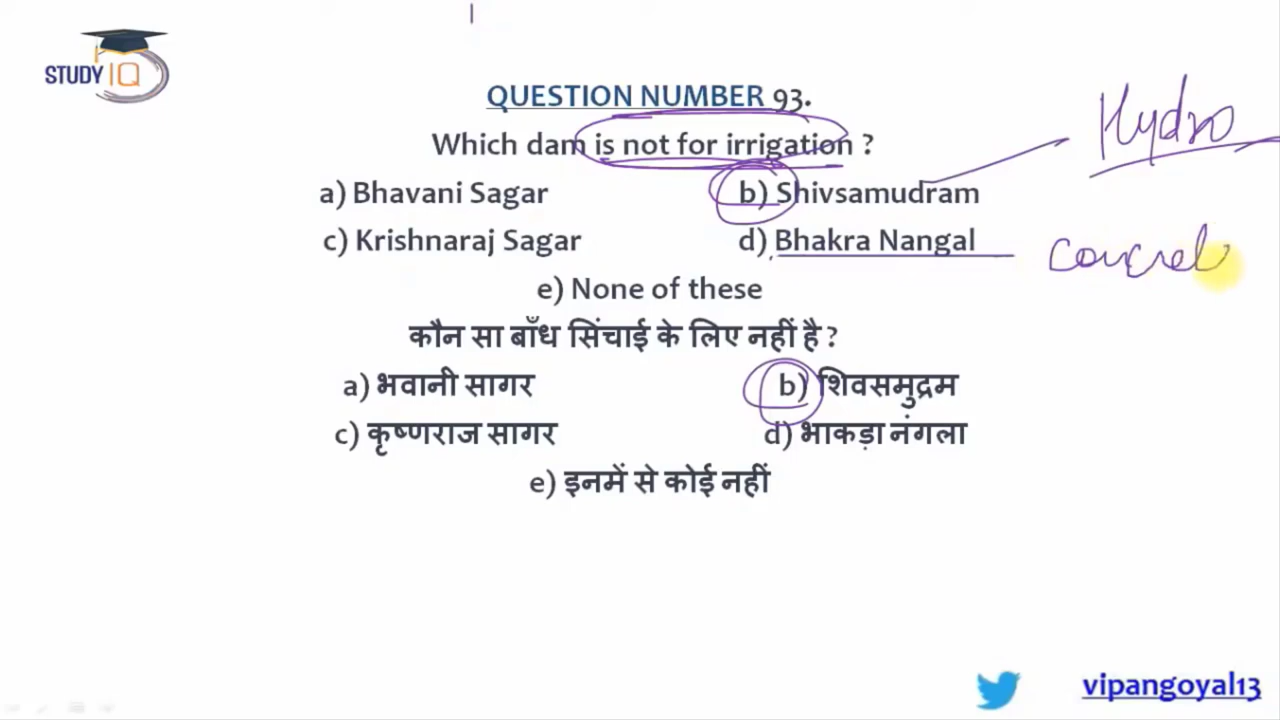 STUDY IQ
QUESTION NUMBER 93.
Which dam is not for irrigation ?
Hydro
a) Bhavani Sagar b) Shivsamudram
c) Krishnaraj Sagar d) Bhakra Nangal
e) None of these
कौन सा बाँध सिंचाई के लिए नहीं है ?
a) भवानी सागर b) शिवसमुद्रम
c) कृष्णराज सागर d) भाकड़ा नंगला
e) इनमें से कोई नहीं
vipangoyal13